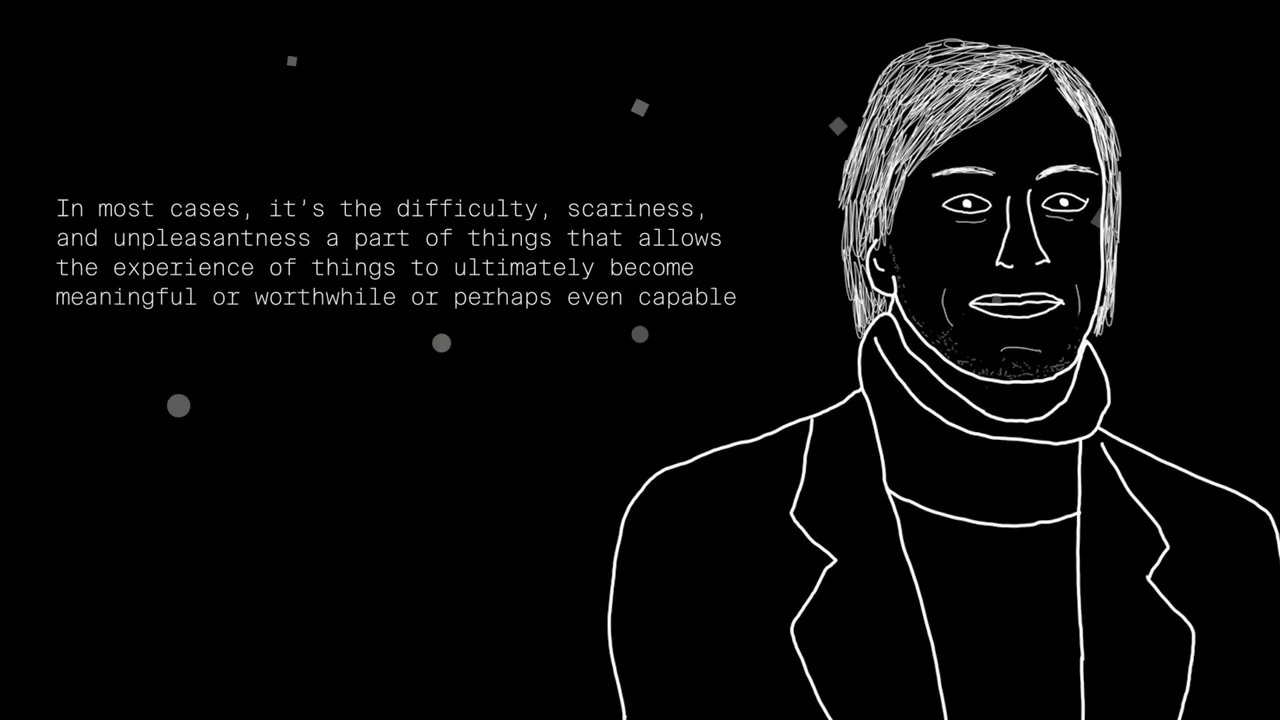 In most cases, it's the difficulty, scariness,
and unpleasantness a part of things that allows
the experience of things to ultimately become
meaningful or worthwhile or perhaps even capable